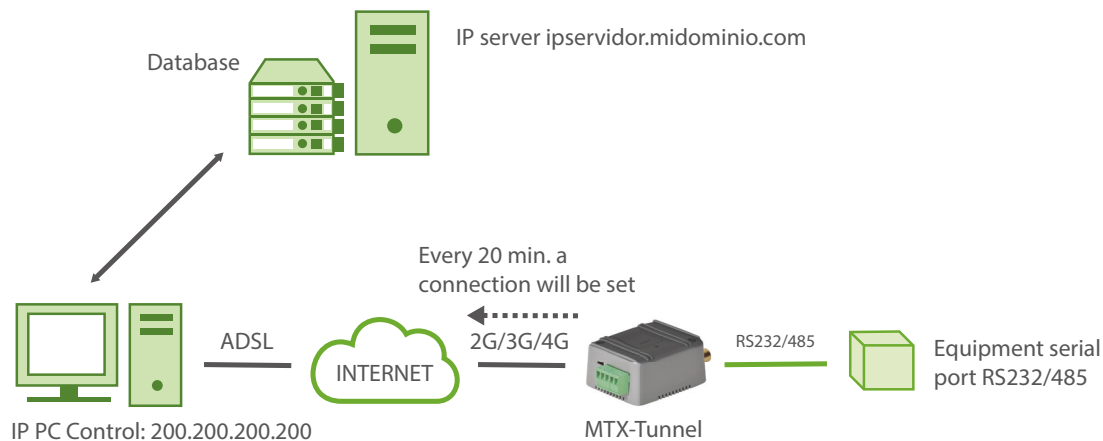 IP server ipservidor.midominio.com
Database
Every 20 min. a
connection will be set
ADSL
INTERNET
2G/3G/4G
RS232/485
Equipment serial
port RS232/485
IP PC Control: 200.200.200.200
MTX-Tunnel